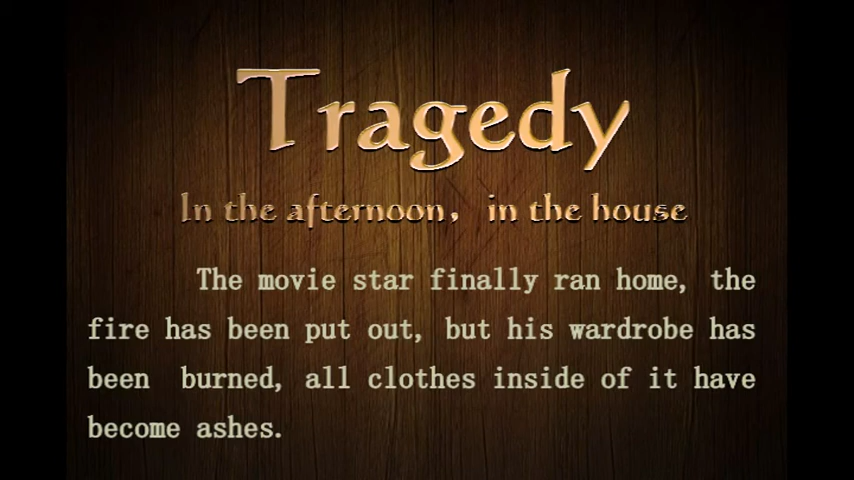 Tragedy
In the afternoon, in the house
The movie star finally ran home, the
fire has been put out, but his wardrobe has
been burned, all clothes inside of it have
become ashes.